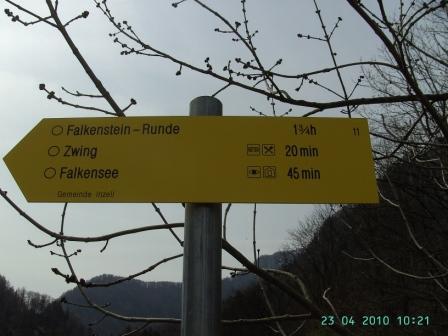 Falkenstein - Runde 1¾h 11
Zwing 20 min
Falkensee 45 min
Gemeinde Inzell
23 04 2010 10:21